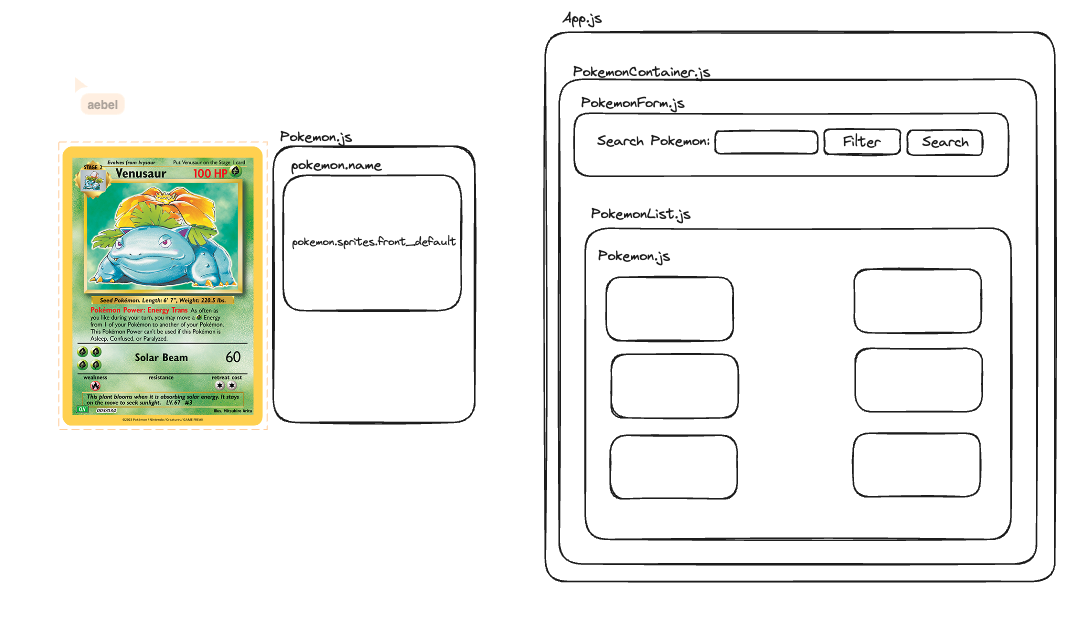 aebel
STAGE 2
Evolves from Ivysaur
Put Venusaur on the Stage 1 card
Venusaur
100 HP
Seed Pokémon. Length: 6' 7", Weight: 220.5 lbs.
Pokémon Power: Energy Trans As often as
you like during your turn, you may move a Energy
from 1 of your Pokémon to another of your Pokémon.
This Pokémon Power can't be used if this Pokémon is
Asleep, Confused, or Paralyzed.
Solar Beam 60
weakness resistance retreat cost
This plant blooms when it is absorbing solar energy. It stays
on the move to seek sunlight. LV. 67 #3
Illus. Mitsuhiro Arita
Pokemon.js
pokemon.name
pokemon.sprites.front_default
App.js
PokemonContainer.js
PokemonForm.js
Search Pokemon:
Filter
Search
PokemonList.js
Pokemon.js